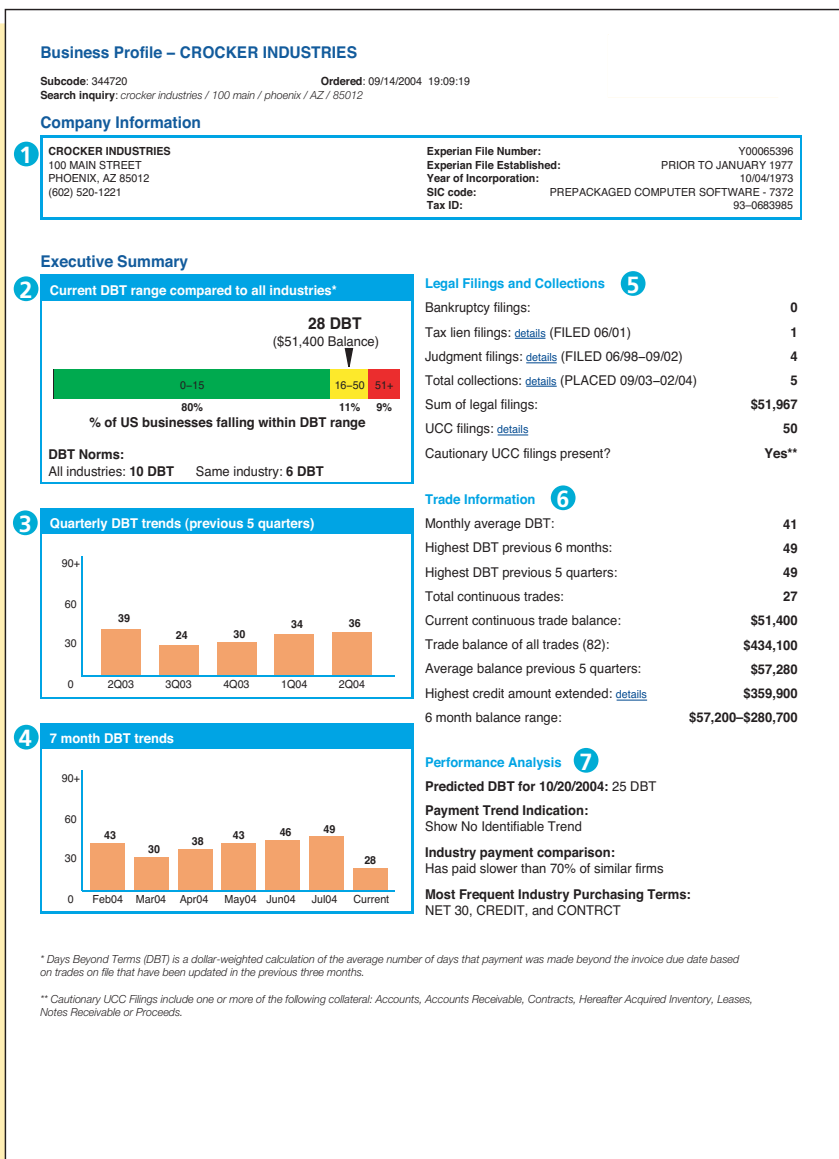 Business Profile – CROCKER INDUSTRIES
Subcode: 344720 Ordered: 09/14/2004 19:09:19
Search inquiry: crocker industries / 100 main / phoenix / AZ / 85012
Company Information
1
CROCKER INDUSTRIES
100 MAIN STREET
PHOENIX, AZ 85012
(602) 520-1221
Experian File Number: Y00065396
Experian File Established: PRIOR TO JANUARY 1977
Year of Incorporation: 10/04/1973
SIC code: PREPACKAGED COMPUTER SOFTWARE - 7372
Tax ID: 93–0683985
Executive Summary
2 Current DBT range compared to all industries*
28 DBT
($51,400 Balance)
0–15 16–50 51+
80% 11% 9%
% of US businesses falling within DBT range
DBT Norms:
All industries: 10 DBT Same industry: 6 DBT
3 Quarterly DBT trends (previous 5 quarters)
90+
60
30
0
39 24 30 34 36
2Q03 3Q03 4Q03 1Q04 2Q04
4 7 month DBT trends
90+
60
30
0
43 30 38 43 46 49 28
Feb04 Mar04 Apr04 May04 Jun04 Jul04 Current
Legal Filings and Collections 5
Bankruptcy filings: 0
Tax lien filings: details (FILED 06/01) 1
Judgment filings: details (FILED 06/98–09/02) 4
Total collections: details (PLACED 09/03–02/04) 5
Sum of legal filings: $51,967
UCC filings: details 50
Cautionary UCC filings present? Yes**
Trade Information 6
Monthly average DBT: 41
Highest DBT previous 6 months: 49
Highest DBT previous 5 quarters: 49
Total continuous trades: 27
Current continuous trade balance: $51,400
Trade balance of all trades (82): $434,100
Average balance previous 5 quarters: $57,280
Highest credit amount extended: details $359,900
6 month balance range: $57,200–$280,700
Performance Analysis 7
Predicted DBT for 10/20/2004: 25 DBT
Payment Trend Indication:
Show No Identifiable Trend
Industry payment comparison:
Has paid slower than 70% of similar firms
Most Frequent Industry Purchasing Terms:
NET 30, CREDIT, and CONTRCT
* Days Beyond Terms (DBT) is a dollar-weighted calculation of the average number of days that payment was made beyond the invoice due date based
on trades on file that have been updated in the previous three months.
** Cautionary UCC Filings include one or more of the following collateral: Accounts, Accounts Receivable, Contracts, Hereafter Acquired Inventory, Leases,
Notes Receivable or Proceeds.